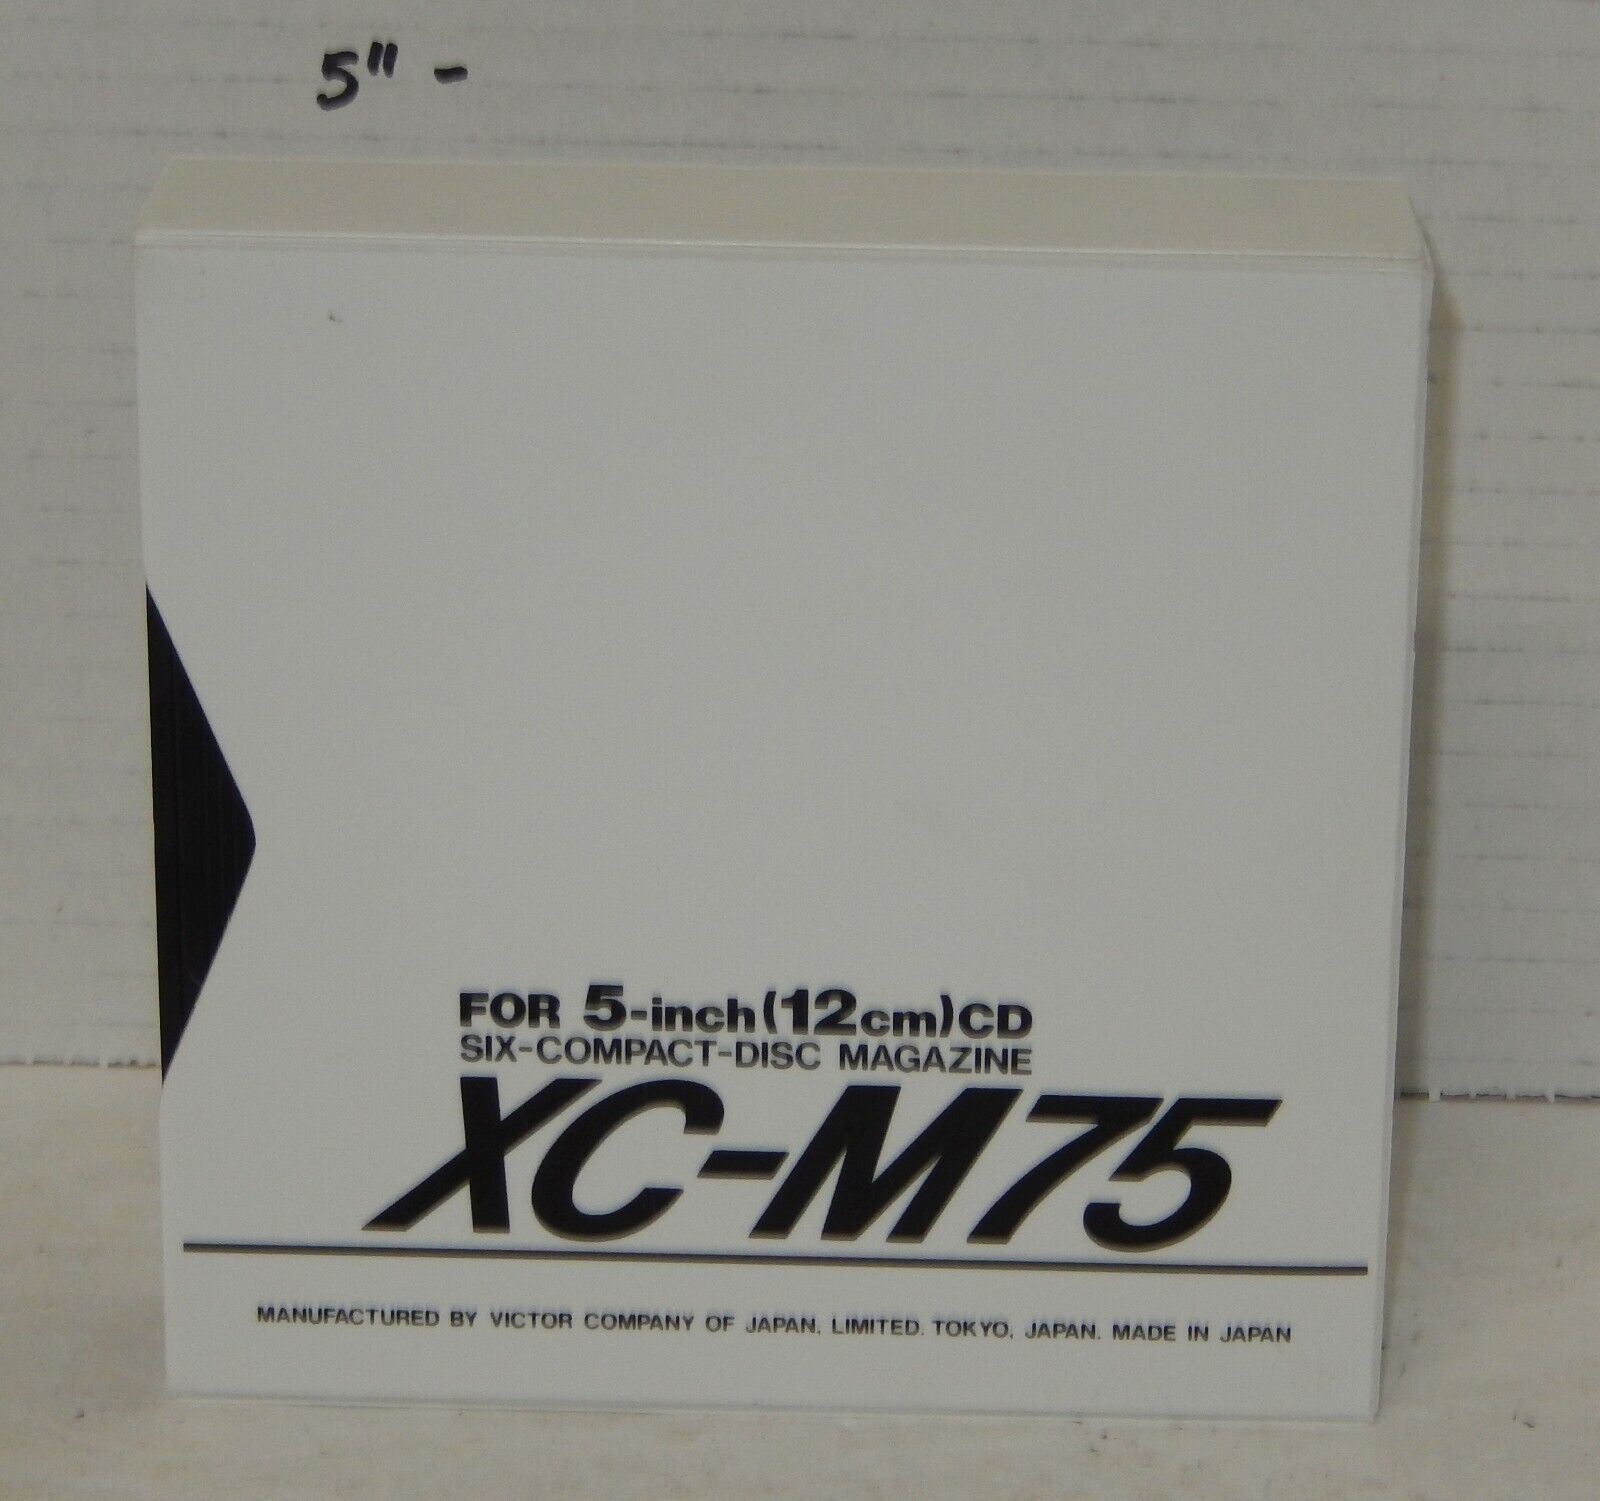 5" -
FOR 5-inch(12cm)CD
SIX-COMPACT-DISC MAGAZINE
XC-M75
MANUFACTURED BY VICTOR COMPANY OF JAPAN, LIMITED. TOKYO, JAPAN. MADE IN JAPAN